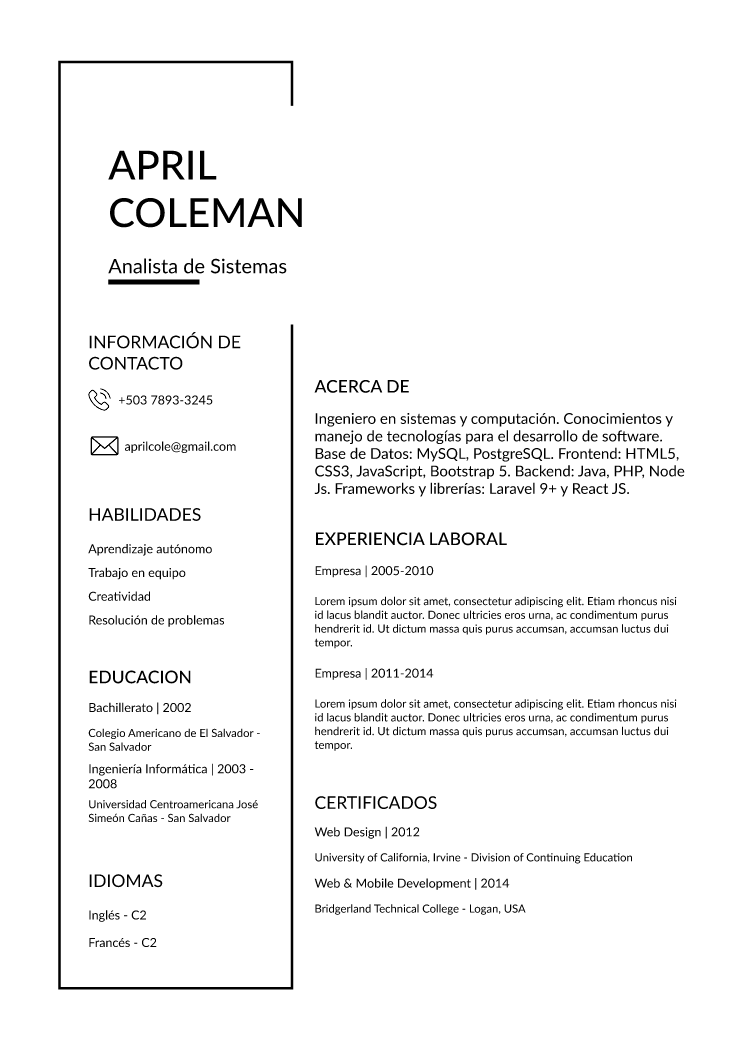 APRIL
COLEMAN
Analista de Sistemas
INFORMACIÓN DE
CONTACTO
+503 7893-3245
aprilcole@gmail.com
HABILIDADES
Aprendizaje autónomo
Trabajo en equipo
Creatividad
Resolución de problemas
EDUCACION
Bachillerato | 2002
Colegio Americano de El Salvador -
San Salvador
Ingeniería Informática | 2003 -
2008
Universidad Centroamericana José
Simeón Cañas - San Salvador
IDIOMAS
Inglés - C2
Francés - C2
ACERCA DE
Ingeniero en sistemas y computación. Conocimientos y
manejo de tecnologías para el desarrollo de software.
Base de Datos: MySQL, PostgreSQL. Frontend: HTML5,
CSS3, JavaScript, Bootstrap 5. Backend: Java, PHP, Node
Js. Frameworks y librerías: Laravel 9+ y React JS.
EXPERIENCIA LABORAL
Empresa | 2005-2010
Lorem ipsum dolor sit amet, consectetur adipiscing elit. Etiam rhoncus nisi
id lacus blandit auctor. Donec ultricies eros urna, ac condimentum purus
hendrerit id. Ut dictum massa quis purus accumsan, accumsan luctus dui
tempor.
Empresa | 2011-2014
Lorem ipsum dolor sit amet, consectetur adipiscing elit. Etiam rhoncus nisi
id lacus blandit auctor. Donec ultricies eros urna, ac condimentum purus
hendrerit id. Ut dictum massa quis purus accumsan, accumsan luctus dui
tempor.
CERTIFICADOS
Web Design | 2012
University of California, Irvine - Division of Continuing Education
Web & Mobile Development | 2014
Bridgerland Technical College - Logan, USA